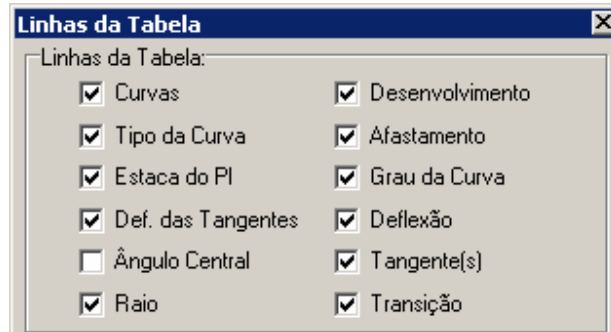 Linhas da Tabela
Linhas da Tabela:
Curvas
Desenvolvimento
Tipo da Curva
Afastamento
Estaca do PI
Grau da Curva
Def. das Tangentes
Deflexão
Ângulo Central
Tangente(s)
Raio
Transição